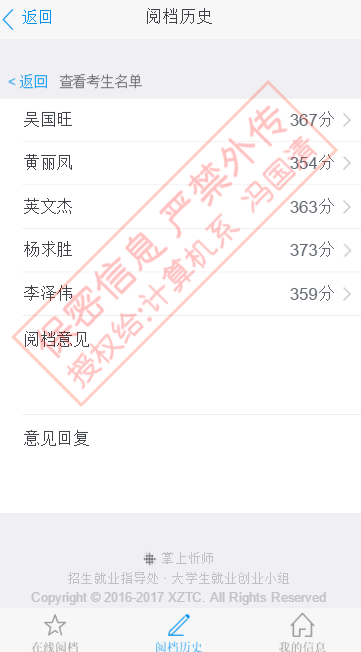 返回 阅档历史
< 返回 查看考生名单
吴国旺 367分
黄丽凤 354分
英文杰 363分
杨求胜 373分
李泽伟 359分
保密信息 严禁外传
授权给:计算机系 冯国清
阅档意见
意见回复
掌上忻师
招生就业指导处 · 大学生就业创业小组
Copyright © 2016-2017 XZTC. All Rights Reserved
在线阅档 阅档历史 我的信息